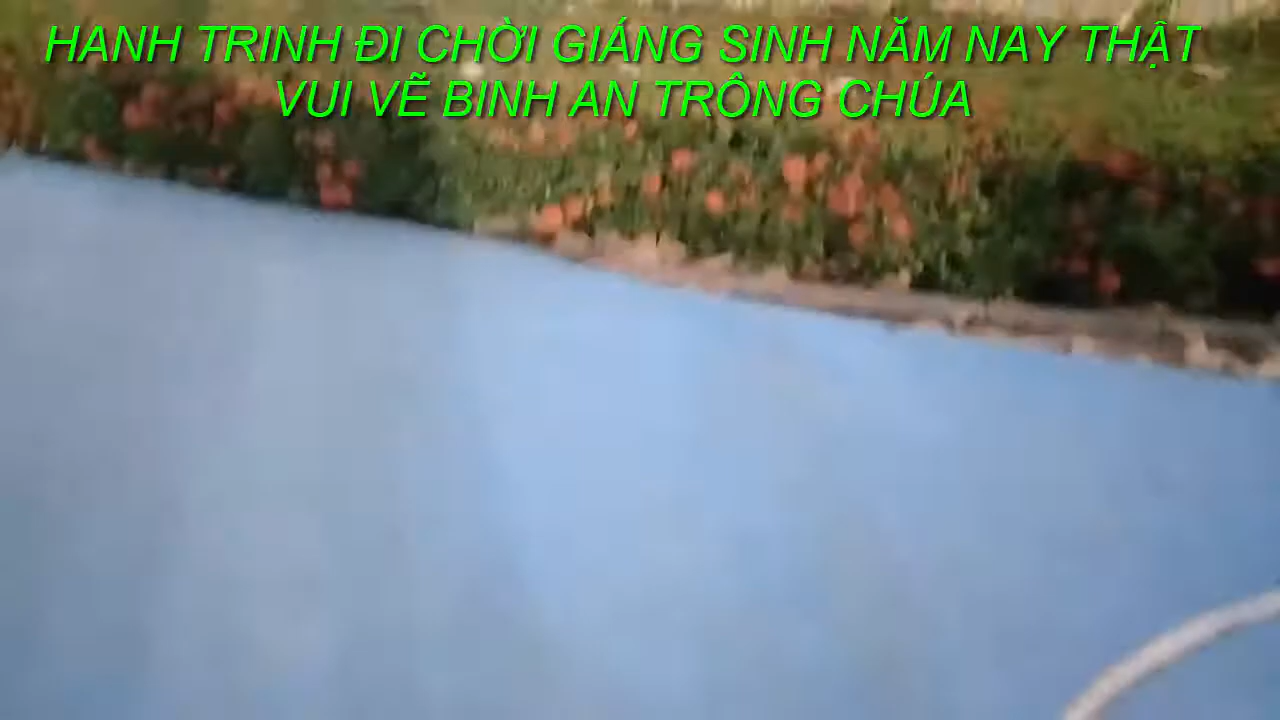 HANH TRINH ĐI CHỜI GIÁNG SINH NĂM NAY THẬT
VUI VẼ BINH AN TRÔNG CHÚA